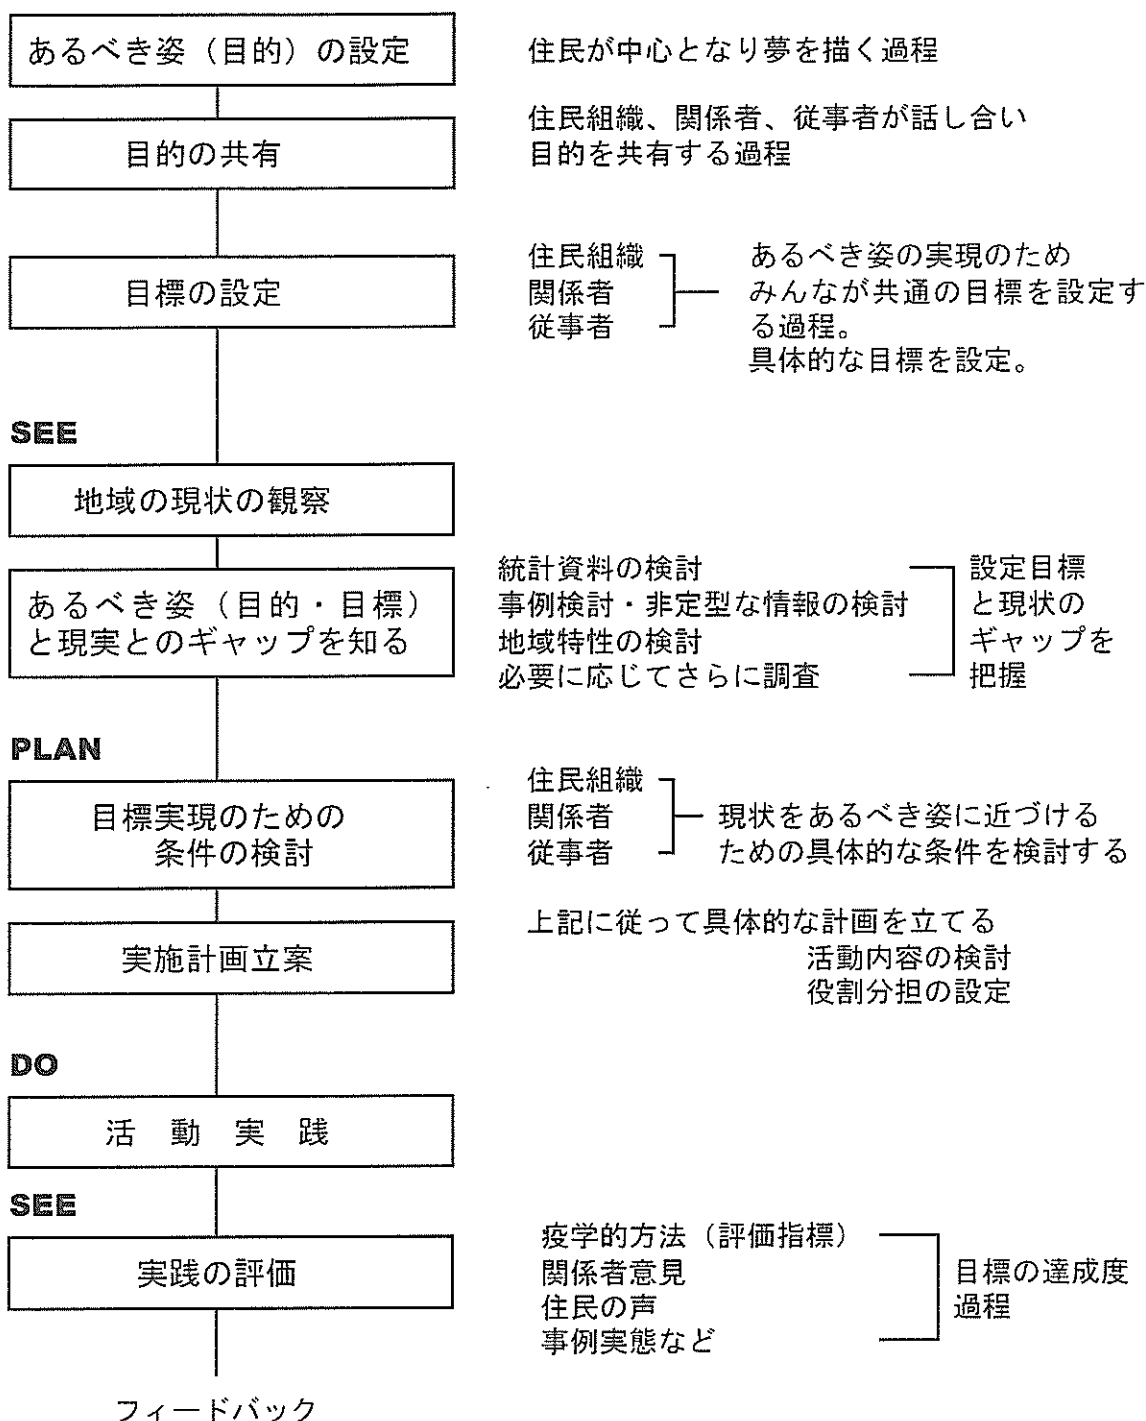 あるべき姿（目的）の設定
住民が中心となり夢を描く過程
目的の共有
住民組織、関係者、従事者が話し合い
目的を共有する過程
目標の設定
住民組織
関係者
従事者
あるべき姿の実現のため
みんなが共通の目標を設定す
る過程。
具体的な目標を設定。
SEE
地域の現状の観察
あるべき姿（目的・目標）
と現実とのギャップを知る
統計資料の検討
事例検討・非定型な情報の検討
地域特性の検討
必要に応じてさらに調査
設定目標
と現状の
ギャップを
把握
PLAN
目標実現のための
条件の検討
住民組織
関係者
従事者
現状をあるべき姿に近づける
ための具体的な条件を検討する
実施計画立案
上記に従って具体的な計画を立てる
活動内容の検討
役割分担の設定
DO
活動実践
SEE
実践の評価
疫学的方法（評価指標）
関係者意見
住民の声
事例実態など
目標の達成度
過程
フィードバック